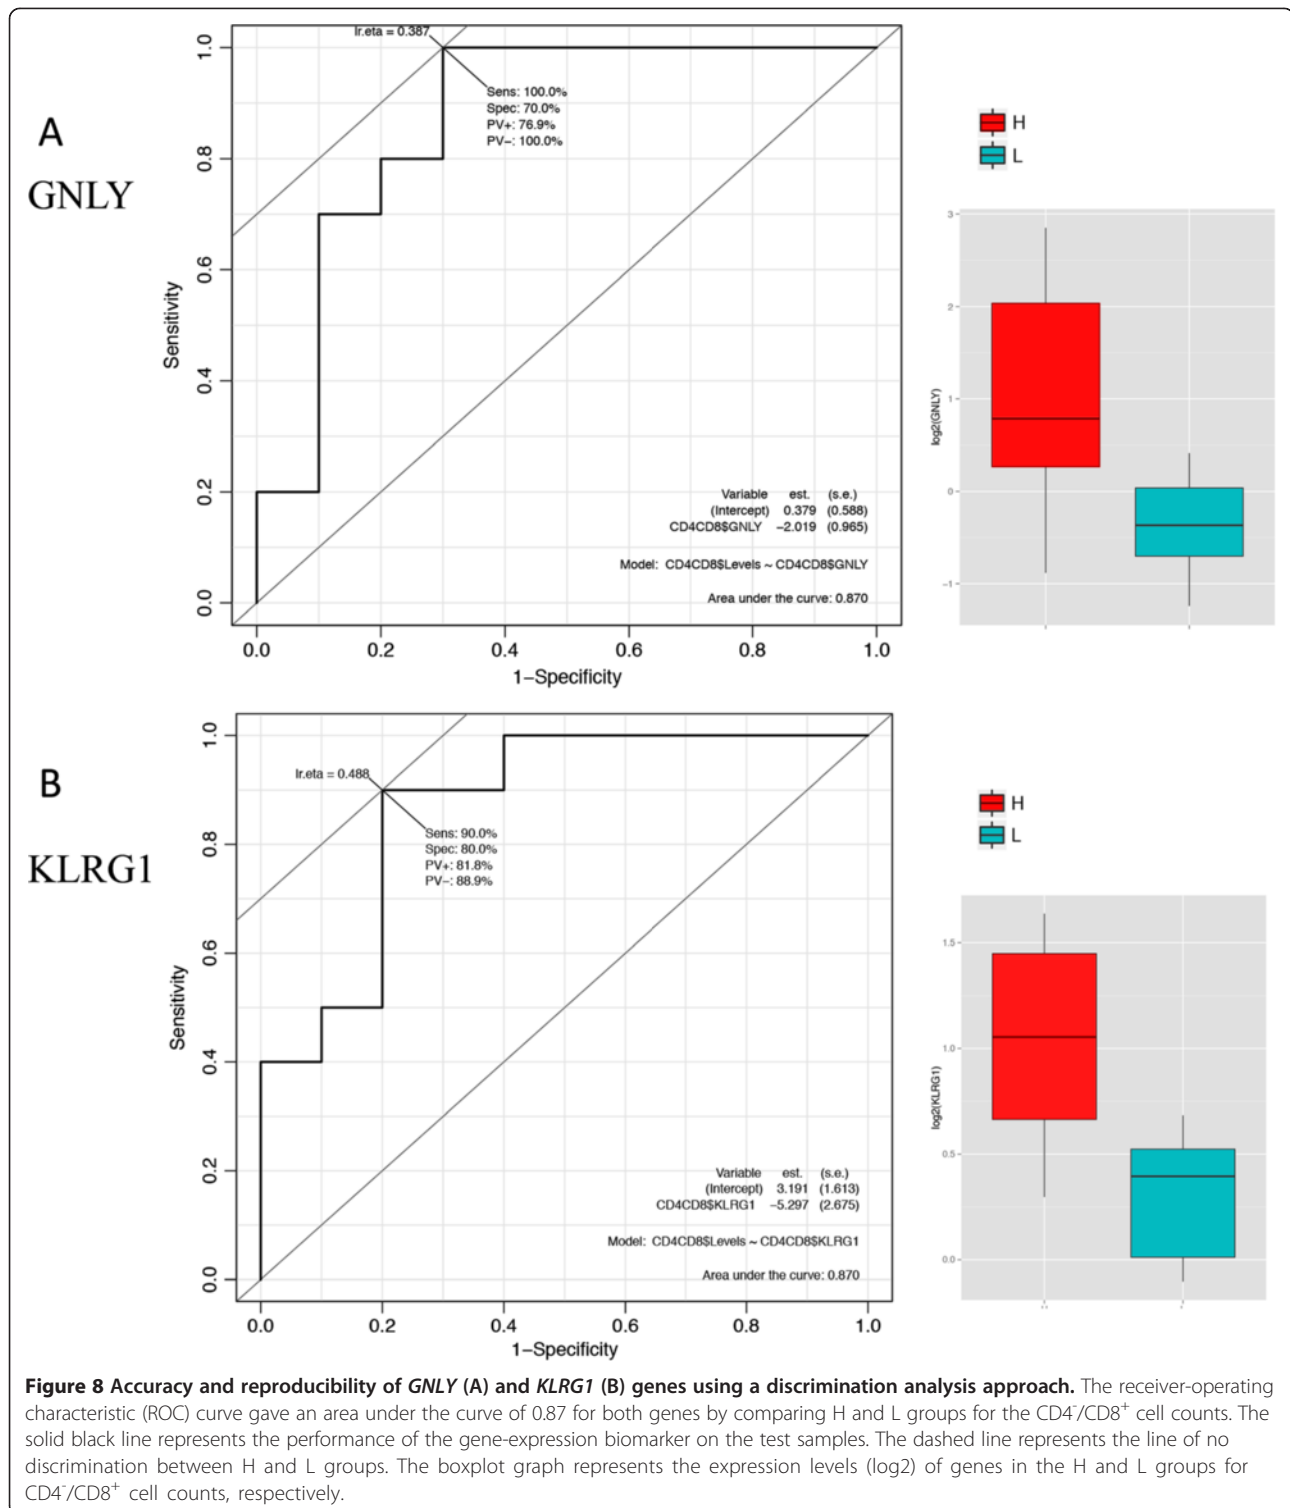 A
GNLY
lr.eta = 0.387
Sens: 100.0%
Spec: 70.0%
PV+: 76.9%
PV−: 100.0%
Sensitivity
0.0
0.2
0.4
0.6
0.8
1.0
Variable est. (s.e.)
(Intercept) 0.379 (0.588)
CD4CD8$GNLY −2.019 (0.965)
Model: CD4CD8$Levels ~ CD4CD8$GNLY
Area under the curve: 0.870
0.0 0.2 0.4 0.6 0.8 1.0
1−Specificity
H
L
log2(GNLY)
3
2
1
0
−1
B
KLRG1
lr.eta = 0.488
Sens: 90.0%
Spec: 80.0%
PV+: 81.8%
PV−: 88.9%
Sensitivity
0.0
0.2
0.4
0.6
0.8
1.0
Variable est. (s.e.)
(Intercept) 3.191 (1.613)
CD4CD8$KLRG1 −5.297 (2.675)
Model: CD4CD8$Levels ~ CD4CD8$KLRG1
Area under the curve: 0.870
0.0 0.2 0.4 0.6 0.8 1.0
1−Specificity
H
L
log2(KLRG1)
1.5
1.0
0.5
0.0
Figure 8 Accuracy and reproducibility of GNLY (A) and KLRG1 (B) genes using a discrimination analysis approach. The receiver-operating
characteristic (ROC) curve gave an area under the curve of 0.87 for both genes by comparing H and L groups for the CD4⁻/CD8⁺ cell counts. The
solid black line represents the performance of the gene-expression biomarker on the test samples. The dashed line represents the line of no
discrimination between H and L groups. The boxplot graph represents the expression levels (log2) of genes in the H and L groups for
CD4⁻/CD8⁺ cell counts, respectively.